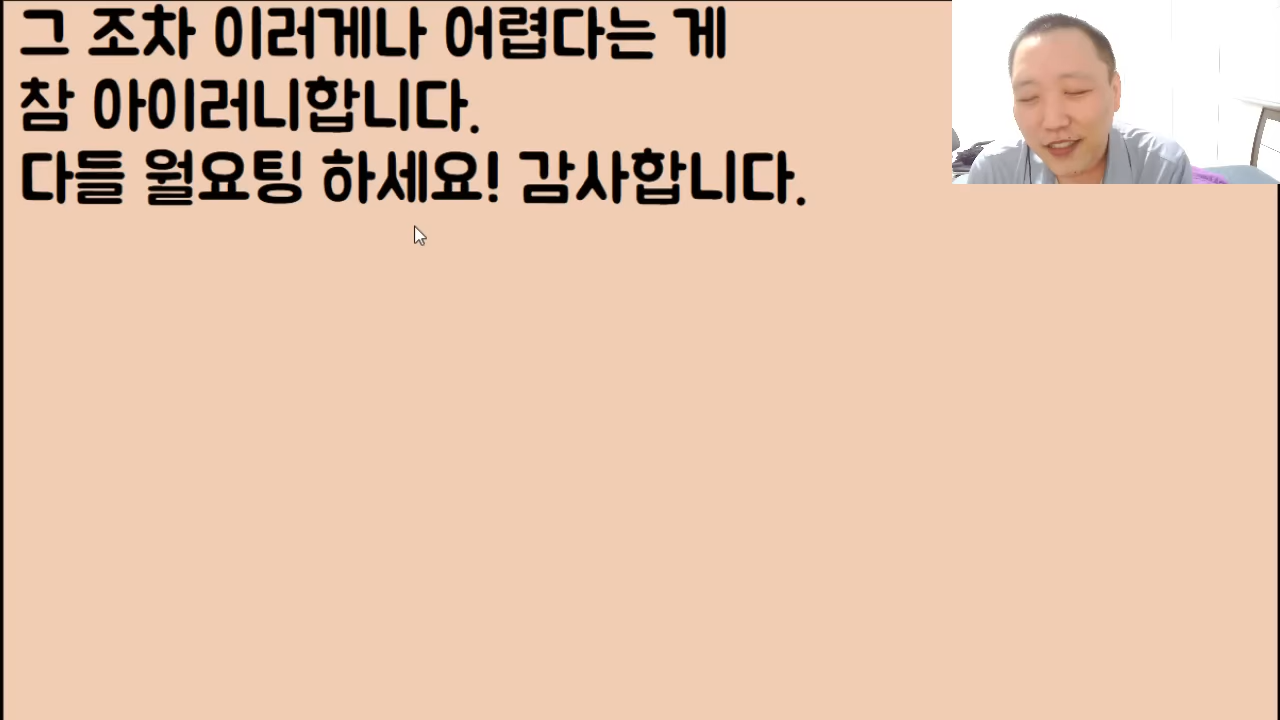 그 조차 이러게나 어렵다는 게
참 아이러니합니다.
다들 월요팅 하세요! 감사합니다.